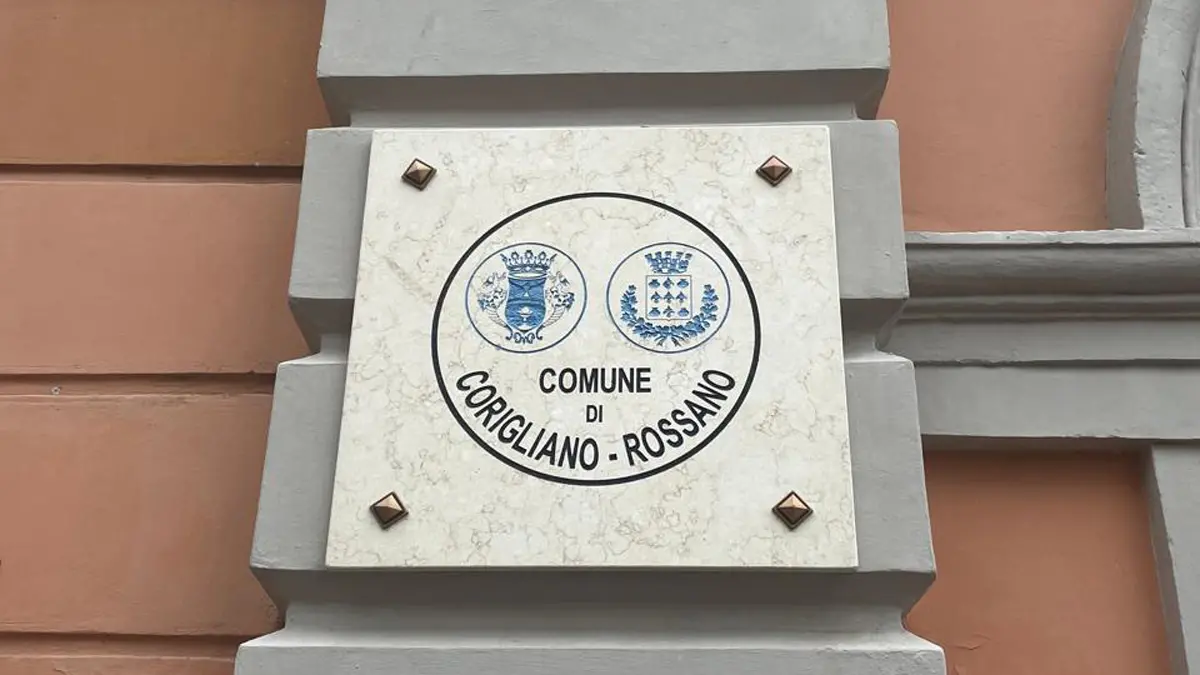 COMUNE
DI
CORIGLIANO - ROSSANO